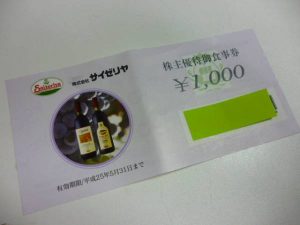 Saizeriya
株式会社 サイゼリヤ
株主優待御食事券
¥1,000
有効期限/平成25年5月31日まで